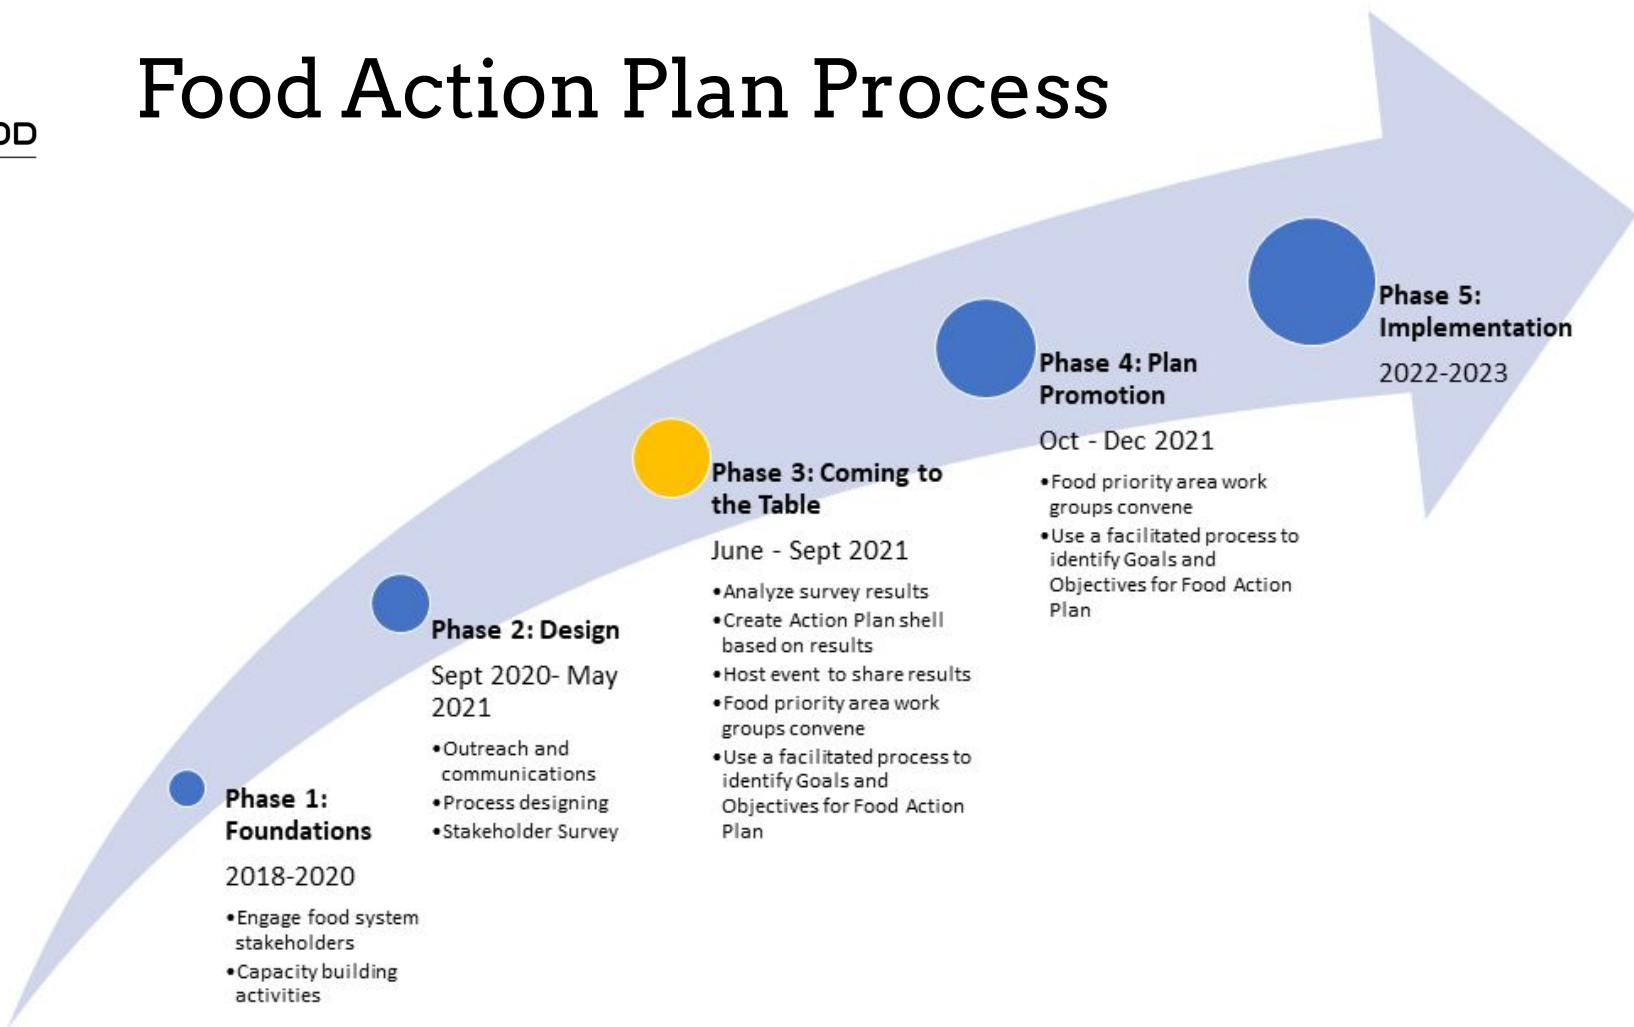 Food Action Plan Process
OD
Phase 1:
Foundations
2018-2020
•Engage food system
stakeholders
•Capacity building
activities
Phase 2: Design
Sept 2020- May
2021
•Outreach and
communications
•Process designing
•Stakeholder Survey
Phase 3: Coming to
the Table
June - Sept 2021
•Analyze survey results
•Create Action Plan shell
based on results
•Host event to share results
•Food priority area work
groups convene
•Use a facilitated process to
identify Goals and
Objectives for Food Action
Plan
Phase 4: Plan
Promotion
Oct - Dec 2021
•Food priority area work
groups convene
•Use a facilitated process to
identify Goals and
Objectives for Food Action
Plan
Phase 5:
Implementation
2022-2023